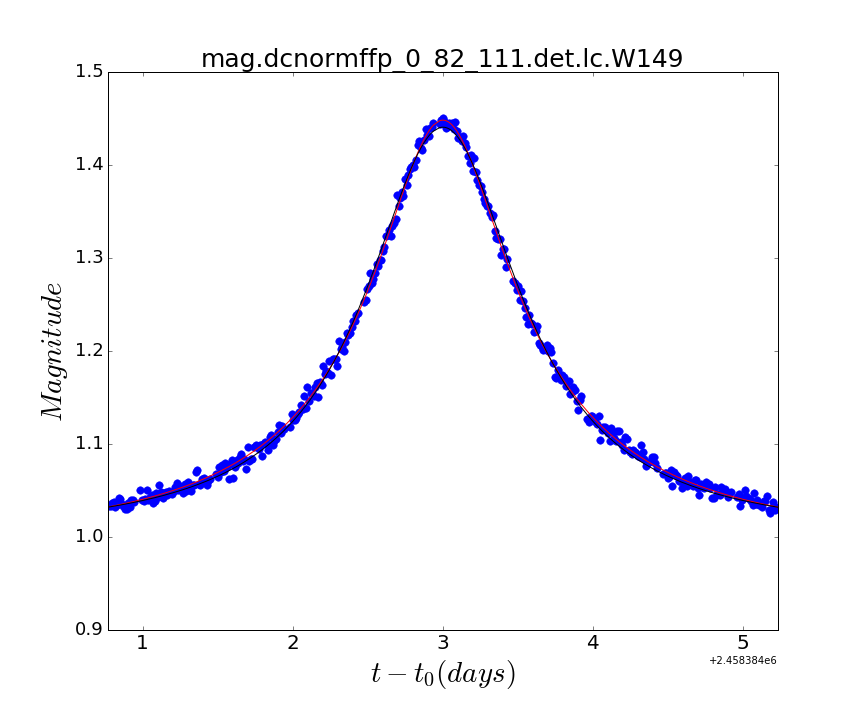 mag.dcnormffp_0_82_111.det.lc.W149
1.5
1.4
1.3
1.2
1.1
1.0
0.9
Magnitude
1 2 3 4 5
+2.458384e6
t − t₀(days)